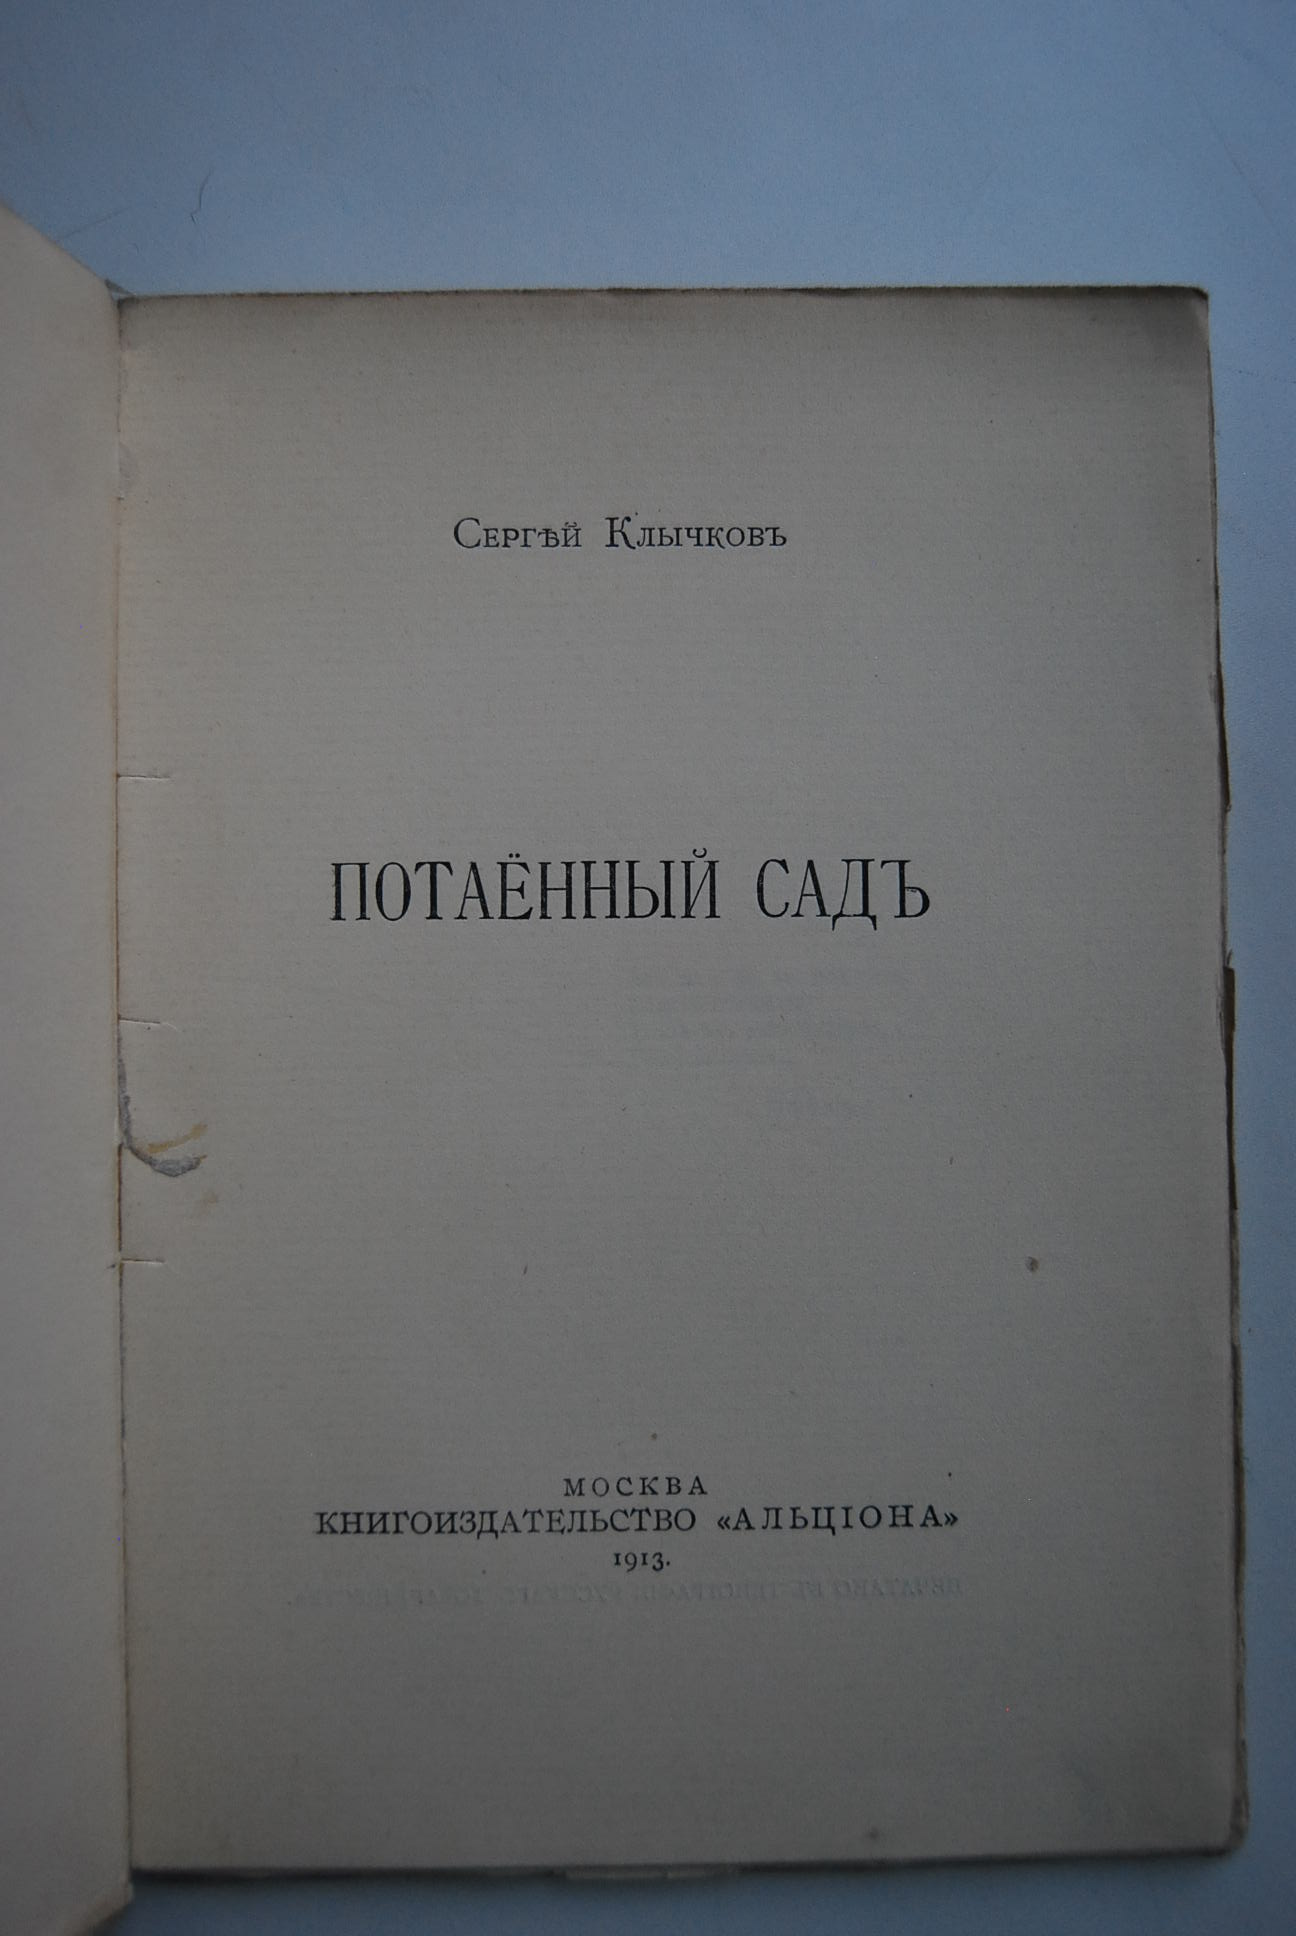 Сергѣй Клычковъ
ПОТАЁННЫЙ САДЪ
МОСКВА
КНИГОИЗДАТЕЛЬСТВО «АЛЬЦІОНА»
1913.